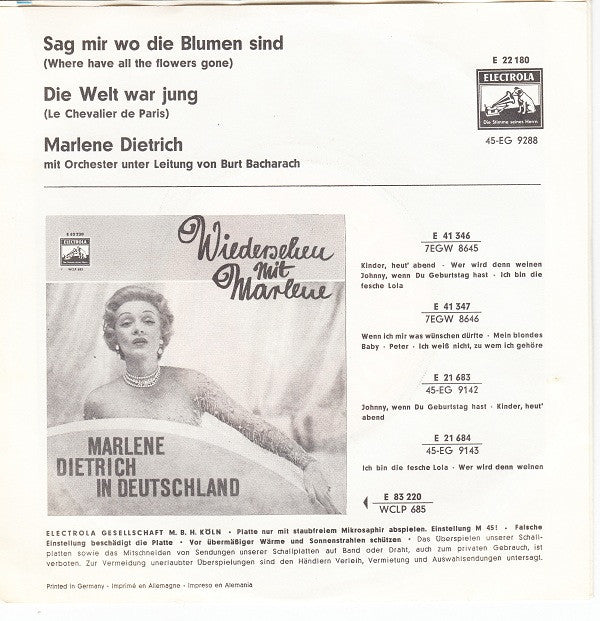 Sag mir wo die Blumen sind
(Where have all the flowers gone)
Die Welt war jung
(Le Chevalier de Paris)
Marlene Dietrich
mit Orchester unter Leitung von Burt Bacharach
E 22 180
ELECTROLA
Die Stimme seines Herrn
45-EG 9288
E 83 220
ELECTROLA
WCLP 685
Wiedersehen
mit
Marlene
MARLENE
DIETRICH
IN DEUTSCHLAND
E 41 346
7EGW 8645
Kinder, heut' abend · Wer wird denn weinen
Johnny, wenn Du Geburtstag hast · Ich bin die
fesche Lola
E 41 347
7EGW 8646
Wenn ich mir was wünschen dürfte · Mein blondes
Baby · Peter · Ich weiß nicht, zu wem ich gehöre
E 21 683
45-EG 9142
Johnny, wenn Du Geburtstag hast · Kinder, heut'
abend
E 21 684
45-EG 9143
Ich bin die fesche Lola · Wer wird denn weinen
E 83 220
WCLP 685
ELECTROLA GESELLSCHAFT M. B. H. KÖLN · Platte nur mit staubfreiem Mikrosaphir abspielen. Einstellung M 45! · Falsche
Einstellung beschädigt die Platte · Vor übermäßiger Wärme und Sonnenstrahlen schützen · Das Überspielen unserer Schall-
platten sowie das Mitschneiden von Sendungen unserer Schallplatten auf Band oder Draht, auch zum privaten Gebrauch, ist
verboten. Zur Vermeidung unerlaubter Überspielungen sind den Händlern Verleih, Vermietung und Auswahlsendungen untersagt.
Printed in Germany · Imprimé en Allemagne · Impreso en Alemania